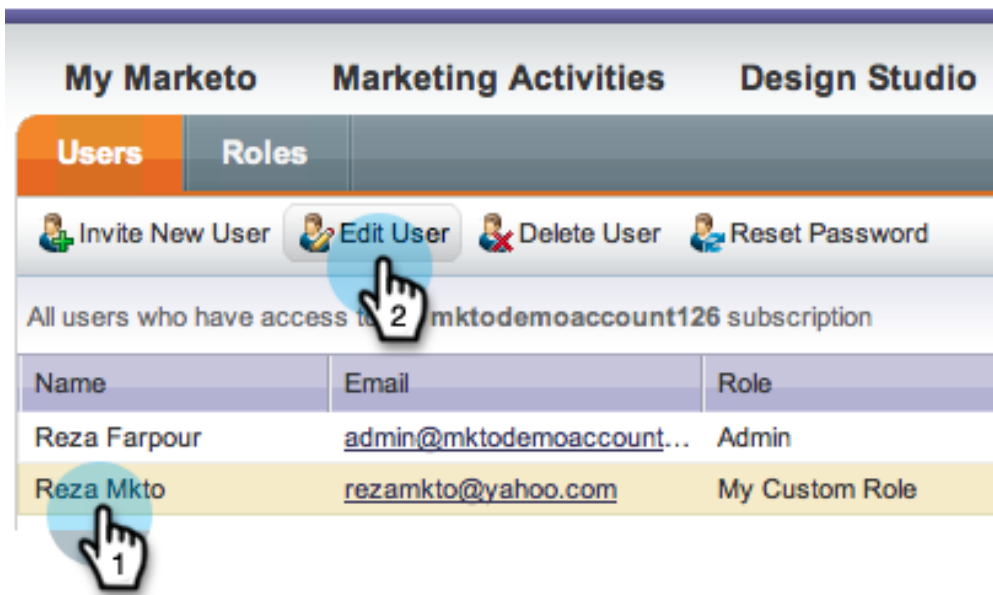 My Marketo Marketing Activities Design Studio
Users Roles
Invite New User Edit User Delete User Reset Password
All users who have access t mktodemoaccount126 subscription
Name Email Role
Reza Farpour admin@mktodemoaccount... Admin
Reza Mkto rezamkto@yahoo.com My Custom Role
2
1